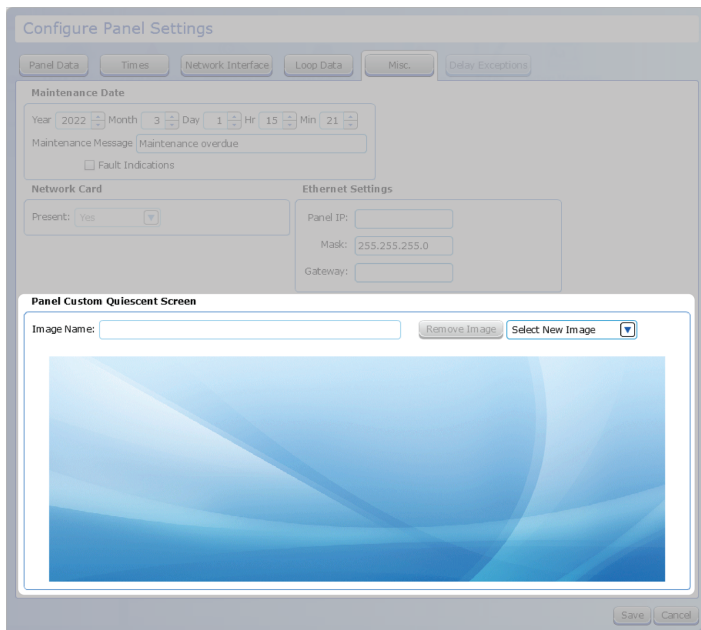 Configure Panel Settings
Panel Data Times Network Interface Loop Data Misc. Delay Exceptions
Maintenance Date
Year 2022 Month 3 Day 1 Hr 15 Min 21
Maintenance Message Maintenance overdue
Fault Indications
Network Card Ethernet Settings
Present: Yes Panel IP:
Mask: 255.255.255.0
Gateway:
Panel Custom Quiescent Screen
Image Name: Remove Image Select New Image
Save Cancel